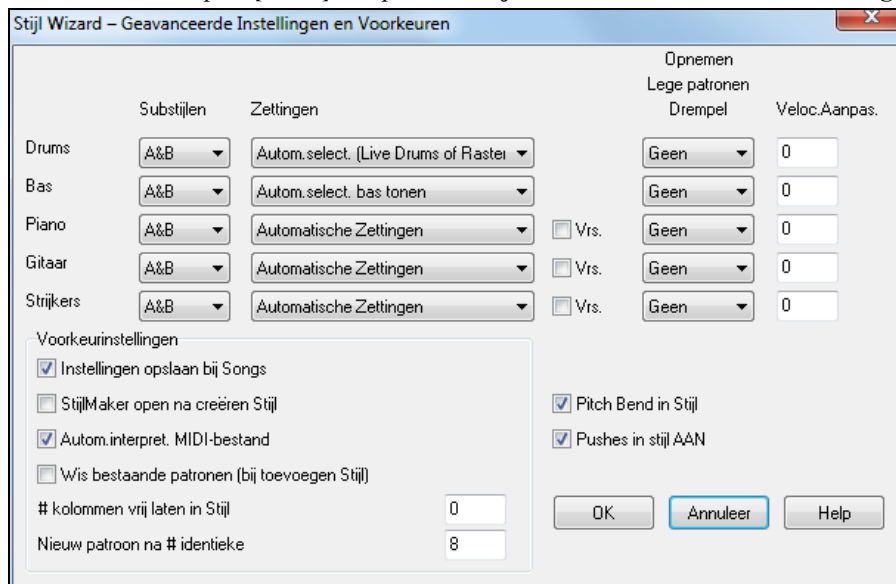 Stijl Wizard – Geavanceerde Instellingen en Voorkeuren
Opnemen
Lege patronen
Substijlen Zettingen Drempel Veloc.Aanpas.
Drums A&B Autom.select. (Live Drums of Raster Geen 0
Bas A&B Autom.select. bas tonen Geen 0
Piano A&B Automatische Zettingen Vrs. Geen 0
Gitaar A&B Automatische Zettingen Vrs. Geen 0
Strijkers A&B Automatische Zettingen Vrs. Geen 0
Voorkeurinstellingen
Instellingen opslaan bij Songs
StijlMaker open na creëren Stijl Pitch Bend in Stijl
Autom.interpret. MIDI-bestand Pushes in stijl AAN
Wis bestaande patronen (bij toevoegen Stijl)
# kolommen vrij laten in Stijl 0 OK Annuleer Help
Nieuw patroon na # identieke 8